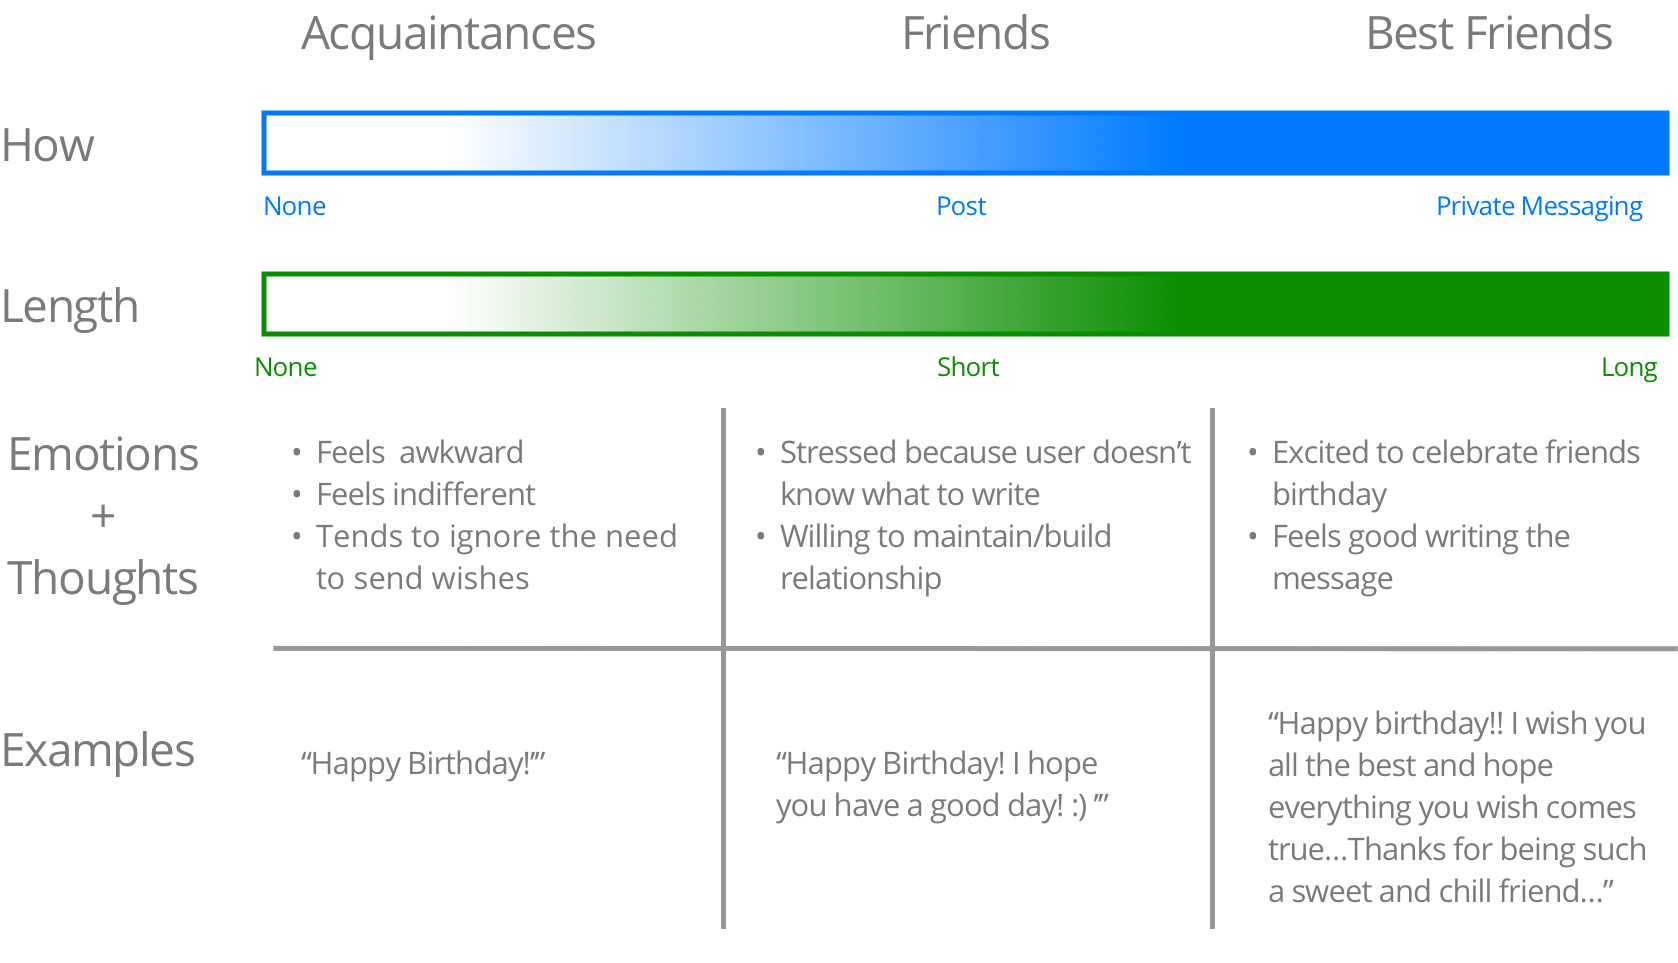 Acquaintances Friends Best Friends
How
None Post Private Messaging
Length
None Short Long
Emotions
+
Thoughts
• Feels  awkward
• Feels indifferent
• Tends to ignore the need
to send wishes
• Stressed because user doesn’t
know what to write
• Willing to maintain/build
relationship
• Excited to celebrate friends
birthday
• Feels good writing the
message
Examples
“Happy Birthday!”’
“Happy Birthday! I hope
you have a good day! :) ”’
“Happy birthday!! I wish you
all the best and hope
everything you wish comes
true...Thanks for being such
a sweet and chill friend...”